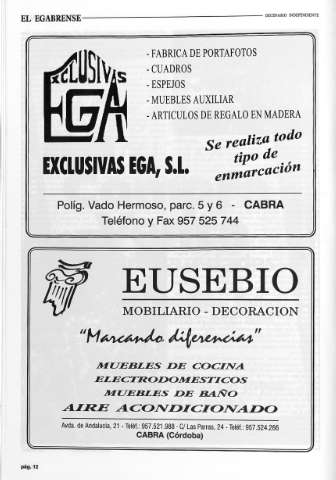 EL EGABRENSE
DECENARIO INDEPENDIENTE
EXCLUSIVAS
EGA
- FABRICA DE PORTAFOTOS
- CUADROS
- ESPEJOS
- MUEBLES AUXILIAR
- ARTICULOS DE REGALO EN MADERA
EXCLUSIVAS EGA, S.L.
Se realiza todo
tipo de
enmarcación
Políg. Vado Hermoso, parc. 5 y 6 - CABRA
Teléfono y Fax 957 525 744
EUSEBIO
MOBILIARIO - DECORACION
"Marcando diferencias"
MUEBLES DE COCINA
ELECTRODOMESTICOS
MUEBLES DE BAÑO
AIRE ACONDICIONADO
Avda. de Andalucía, 21 - Teléf.: 957.521.988 - C/ Las Parras, 24 - Teléf.: 957.524.266
CABRA (Córdoba)
pág. 12